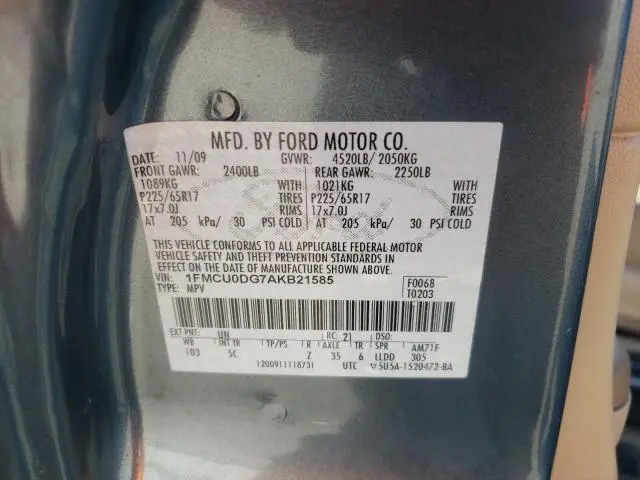 MFD. BY FORD MOTOR CO.
DATE: 11/09 GVWR: 4520LB/ 2050KG
FRONT GAWR: 2400LB REAR GAWR: 2250LB
1089KG WITH 1021KG WITH
P225/65R17 TIRES P225/65R17 TIRES
17x7.0J RIMS 17x7.0J RIMS
AT 205 kPa/ 30 PSI COLD AT 205 kPa/ 30 PSI COLD
THIS VEHICLE CONFORMS TO ALL APPLICABLE FEDERAL MOTOR
VEHICLE SAFETY AND THEFT PREVENTION STANDARDS IN
EFFECT ON THE DATE OF MANUFACTURE SHOWN ABOVE.
VIN: 1FMCU0DG7AKB21585 F0068
TYPE: MPV T0203
EXT PNT: UN RC: 21 DSO:
WB INT TR TP/PS R AXLE TR SPR AM71F
103 5C Z 35 6 LLDD 305
1200911118731 UTC ▽5U5A-1520472-BA